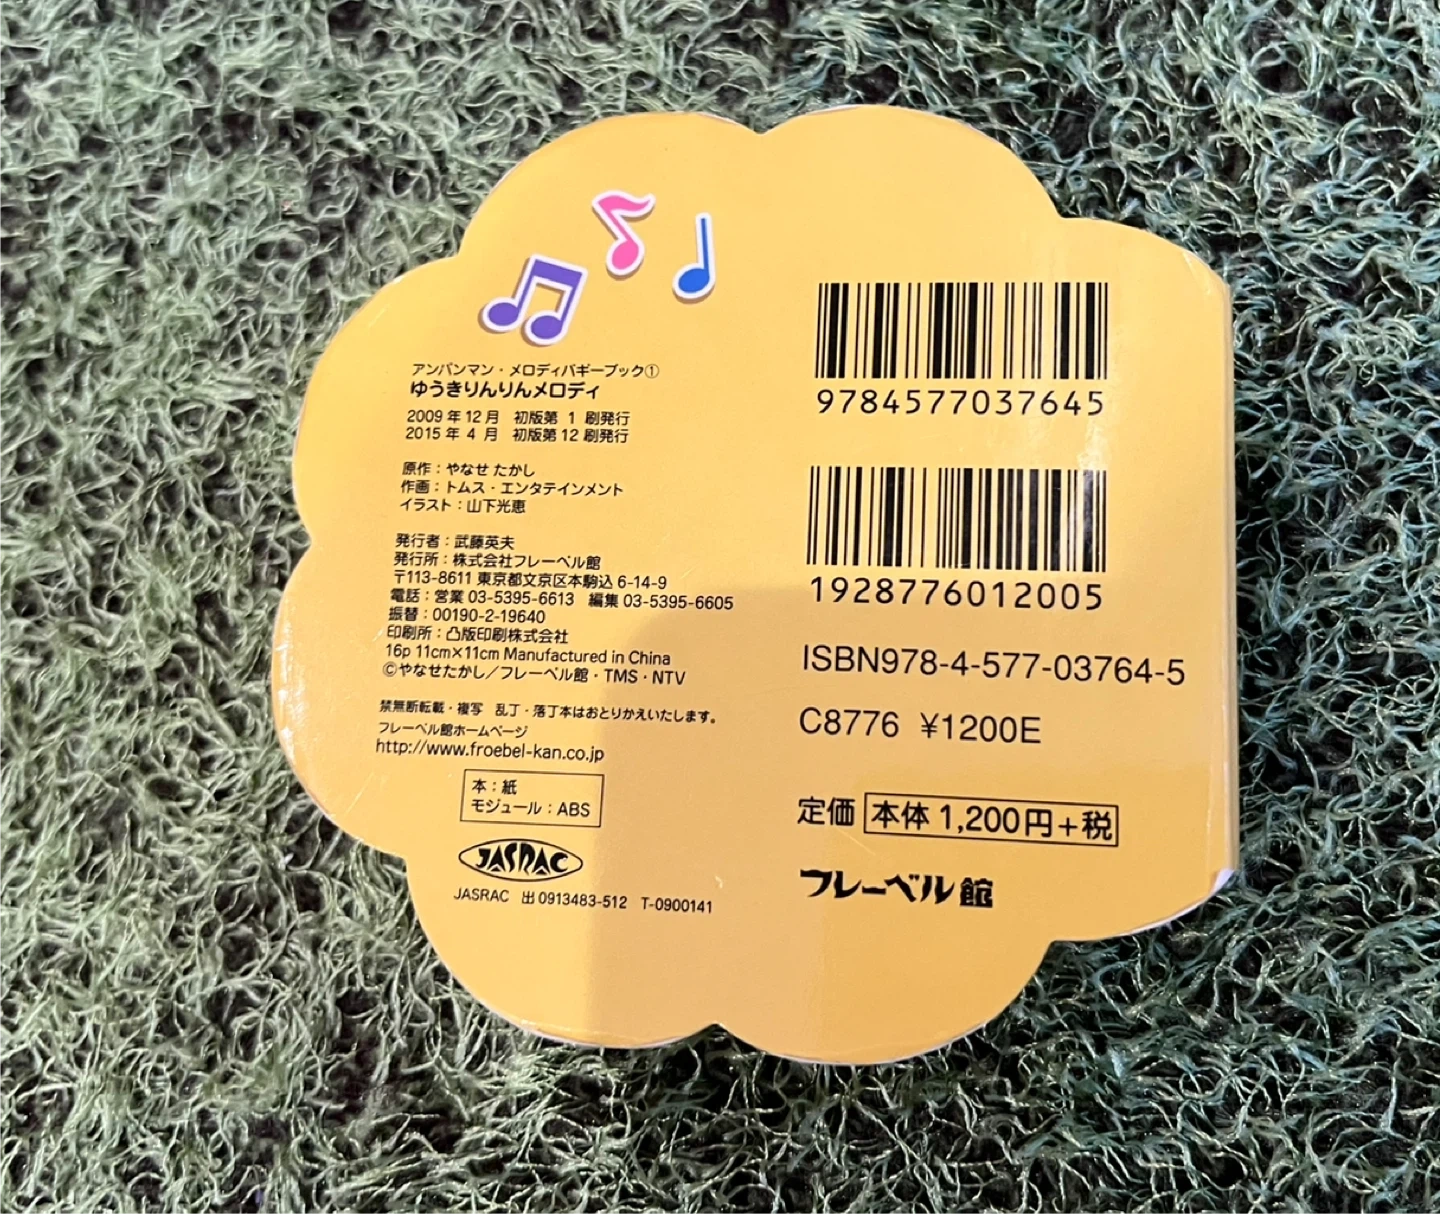 アンパンマン・メロディバギーブック①
ゆうきりんりんメロディ
2009年12月 初版第 1 刷発行
2015年 4 月 初版第12刷発行
原作：やなせ たかし
作画：トムス・エンタテインメント
イラスト：山下光恵
発行者：武藤英夫
発行所：株式会社フレーベル館
〒113-8611 東京都文京区本駒込 6-14-9
電話：営業 03-5395-6613 編集 03-5395-6605
振替：00190-2-19640
印刷所：凸版印刷株式会社
16p 11cm×11cm Manufactured in China
©やなせたかし／フレーベル館・TMS・NTV
禁無断転載・複写 乱丁・落丁本はおとりかえいたします。
フレーベル館ホームページ
http://www.froebel-kan.co.jp
本：紙
モジュール：ABS
JASRAC
JASRAC 出 0913483-512 T-0900141
9784577037645
1928776012005
ISBN978-4-577-03764-5
C8776 ¥1200E
定価 本体 1,200円+税
フレーベル館